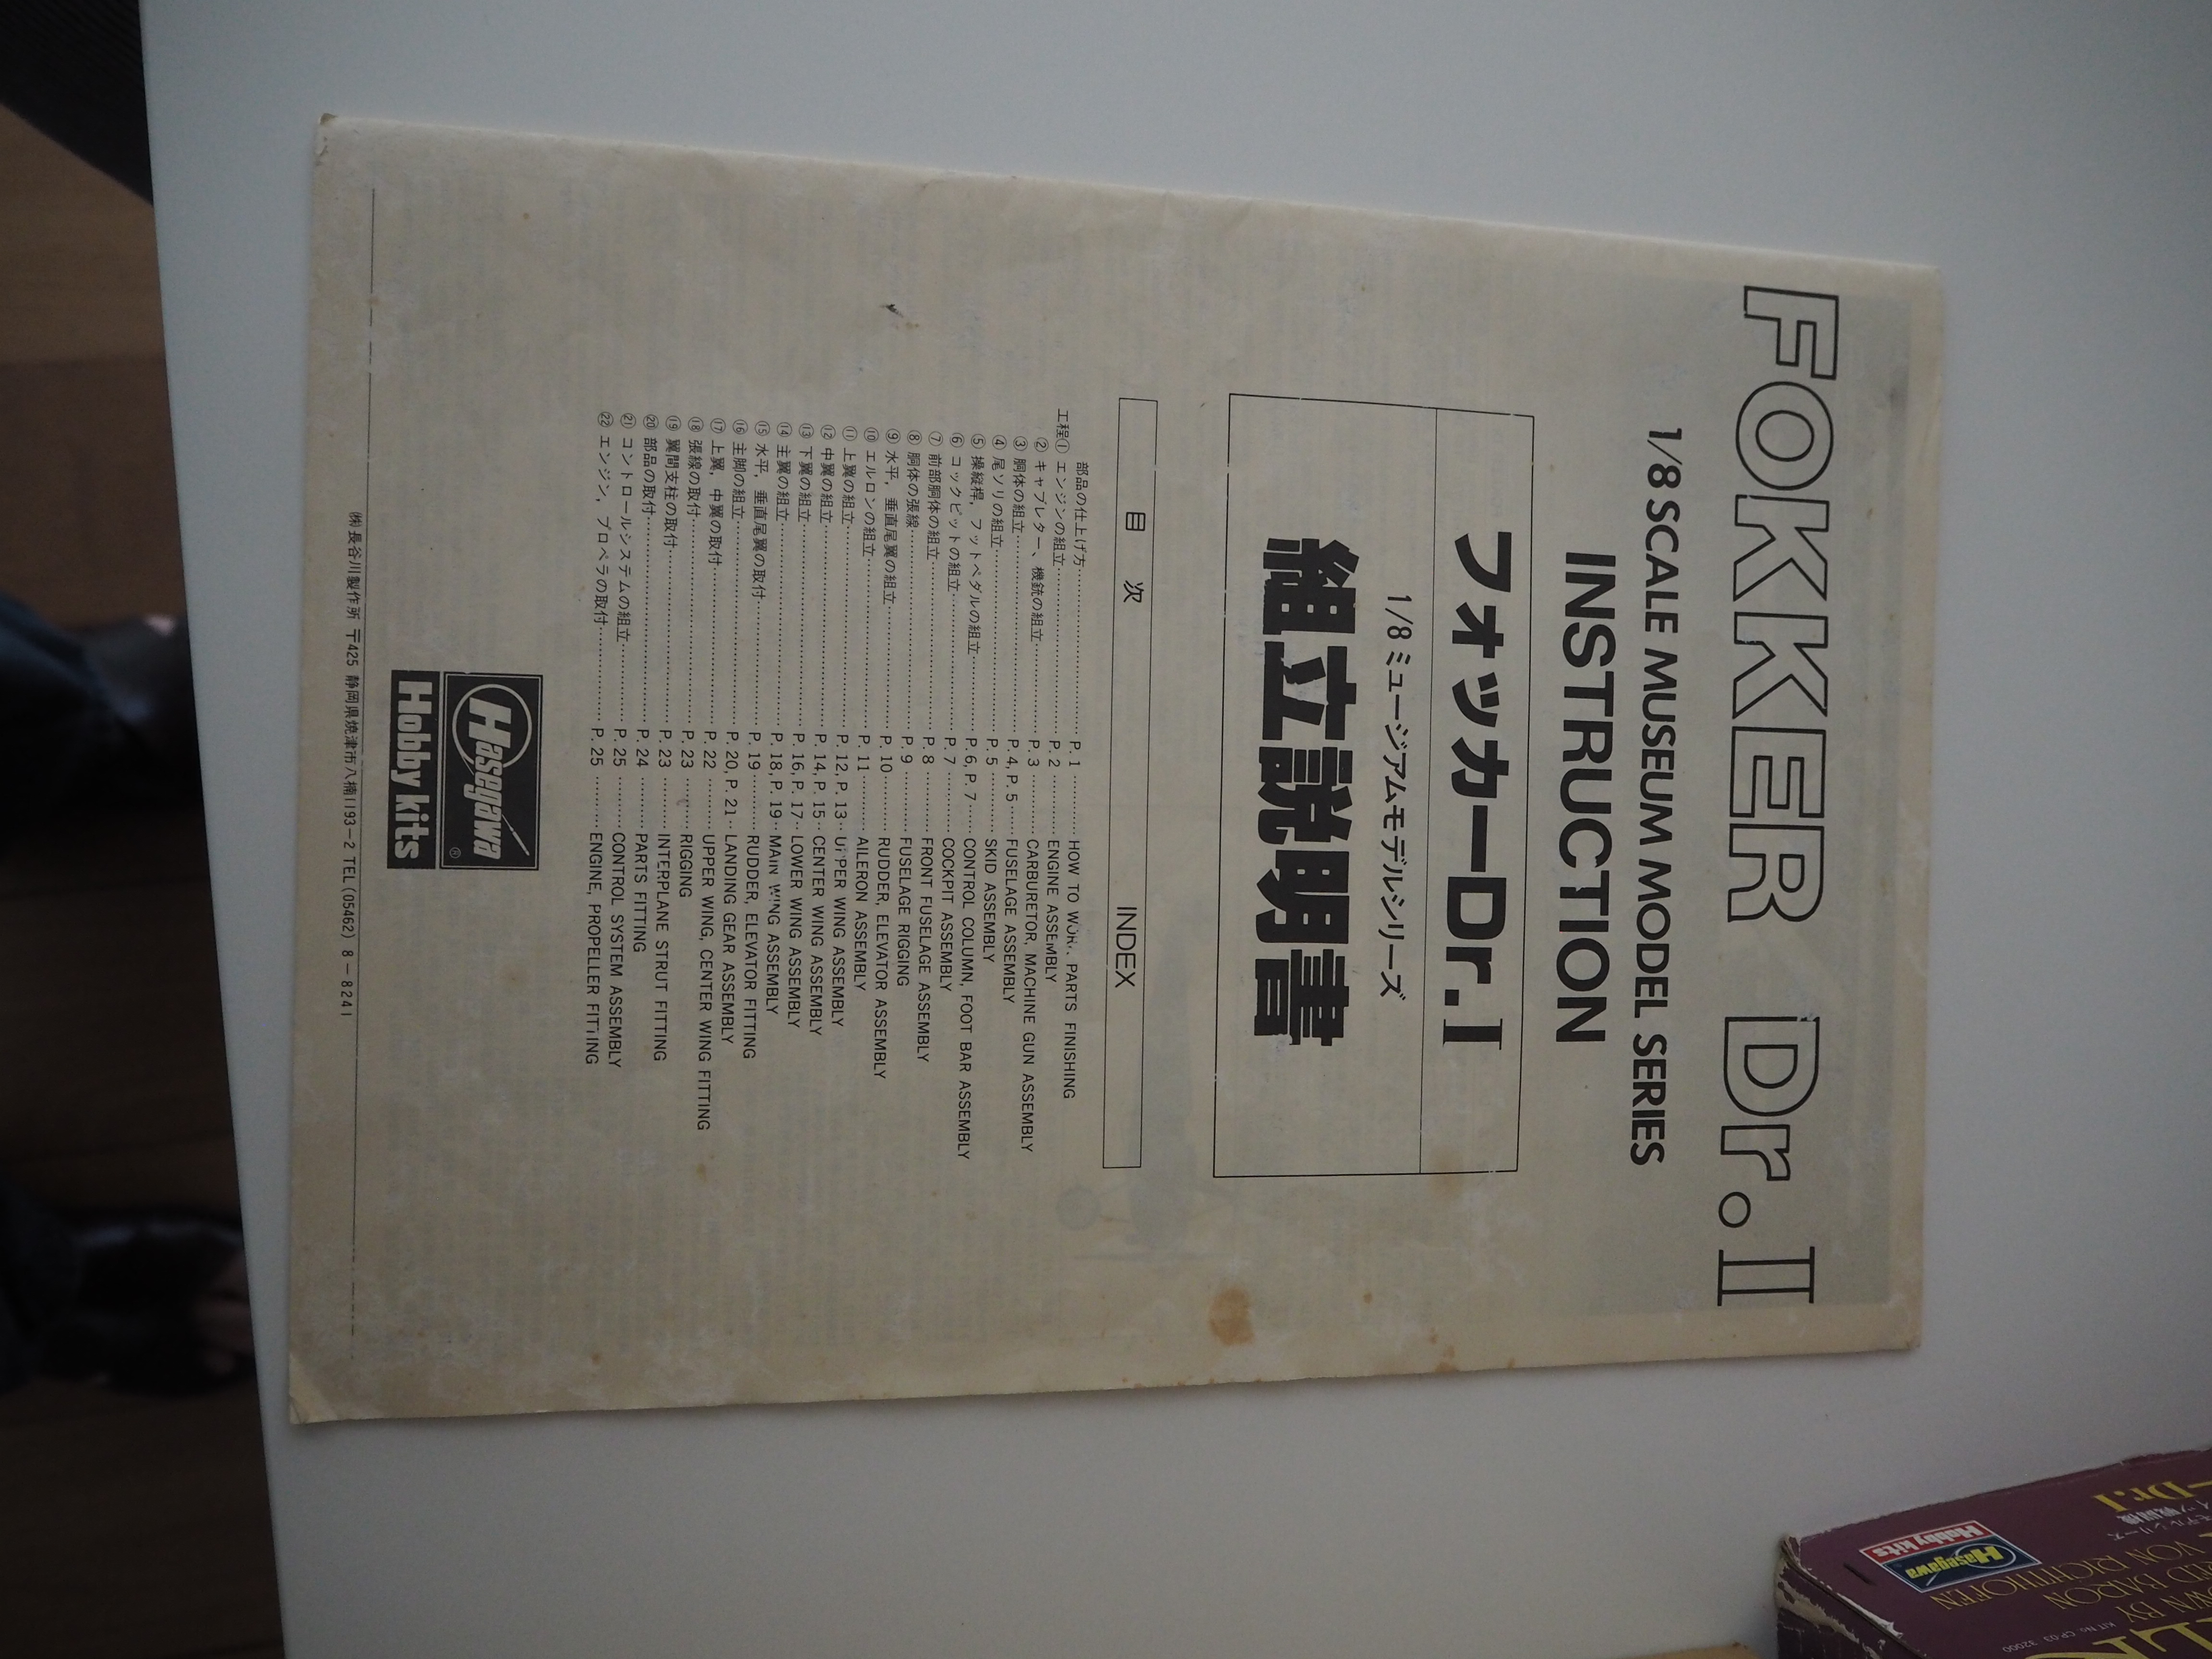 FOKKER Dr.I
1/8 SCALE MUSEUM MODEL SERIES
INSTRUCTION
フォッカーDr.I
1/8 ミュージアムモデルシリーズ
組立説明書
目 次 INDEX
部品の仕上げ方 P. 1 HOW TO WORK, PARTS FINISHING
工程① エンジンの組立 P. 2 ENGINE ASSEMBLY
② キャブレター、機銃の組立 P. 3 CARBURETOR, MACHINE GUN ASSEMBLY
③ 胴体の組立 P. 4, P. 5 FUSELAGE ASSEMBLY
④ 尾ソリの組立 P. 5 SKID ASSEMBLY
⑤ 操縦桿, フットペダルの組立 P. 6, P. 7 CONTROL COLUMN, FOOT BAR ASSEMBLY
⑥ コックピットの組立 P. 7 COCKPIT ASSEMBLY
⑦ 前部胴体の組立 P. 8 FRONT FUSELAGE ASSEMBLY
⑧ 胴体の張線 P. 9 FUSELAGE RIGGING
⑨ 水平, 垂直尾翼の組立 P. 10 RUDDER, ELEVATOR ASSEMBLY
⑩ エルロンの組立 P. 11 AILERON ASSEMBLY
⑪ 上翼の組立 P. 12, P. 13 UPPER WING ASSEMBLY
⑫ 中翼の組立 P. 14, P. 15 CENTER WING ASSEMBLY
⑬ 下翼の組立 P. 16, P. 17 LOWER WING ASSEMBLY
⑭ 主翼の組立 P. 18, P. 19 MAIN WING ASSEMBLY
⑮ 水平, 垂直尾翼の取付 P. 19 RUDDER, ELEVATOR FITTING
⑯ 主脚の組立 P. 20, P. 21 LANDING GEAR ASSEMBLY
⑰ 上翼, 中翼の取付 P. 22 UPPER WING, CENTER WING FITTING
⑱ 張線の取付 P. 23 RIGGING
⑲ 翼間支柱の取付 P. 23 INTERPLANE STRUT FITTING
⑳ 部品の取付 P. 24 PARTS FITTING
㉑ コントロールシステムの組立 P. 25 CONTROL SYSTEM ASSEMBLY
㉒ エンジン, プロペラの取付 P. 25 ENGINE, PROPELLER FITTING
Hasegawa ®
Hobby kits
㈱長谷川製作所 〒425 静岡県焼津市八楠1193-2 TEL (05462) 8-8241
Dr.I
Hasegawa
Hobby kits
VON RICHTHOFEN
BARON
BY
KIT No CP03 32000